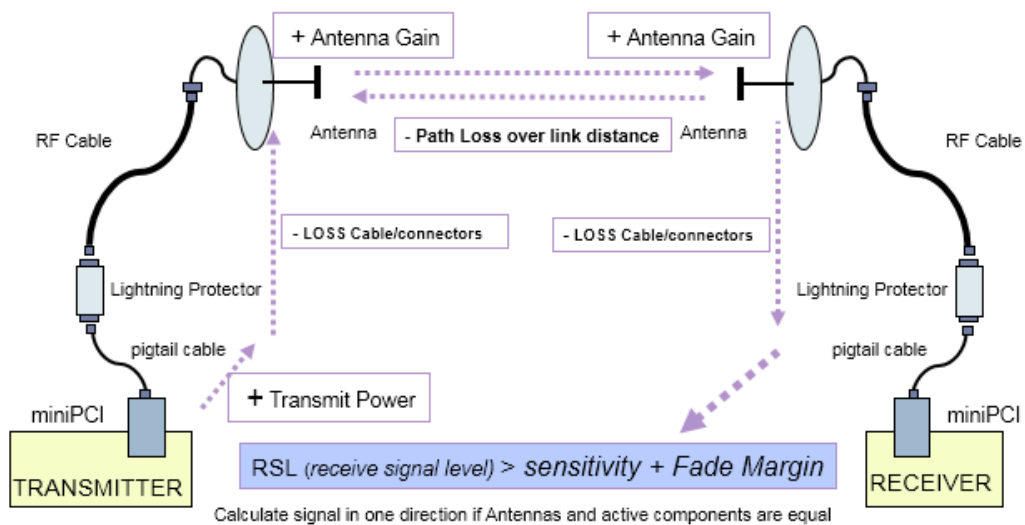 + Antenna Gain
+ Antenna Gain
RF Cable
Antenna
- Path Loss over link distance
Antenna
RF Cable
- LOSS Cable/connectors
- LOSS Cable/connectors
Lightning Protector
Lightning Protector
pigtail cable
pigtail cable
+ Transmit Power
miniPCI
miniPCI
TRANSMITTER
RSL (receive signal level) > sensitivity + Fade Margin
RECEIVER
Calculate signal in one direction if Antennas and active components are equal